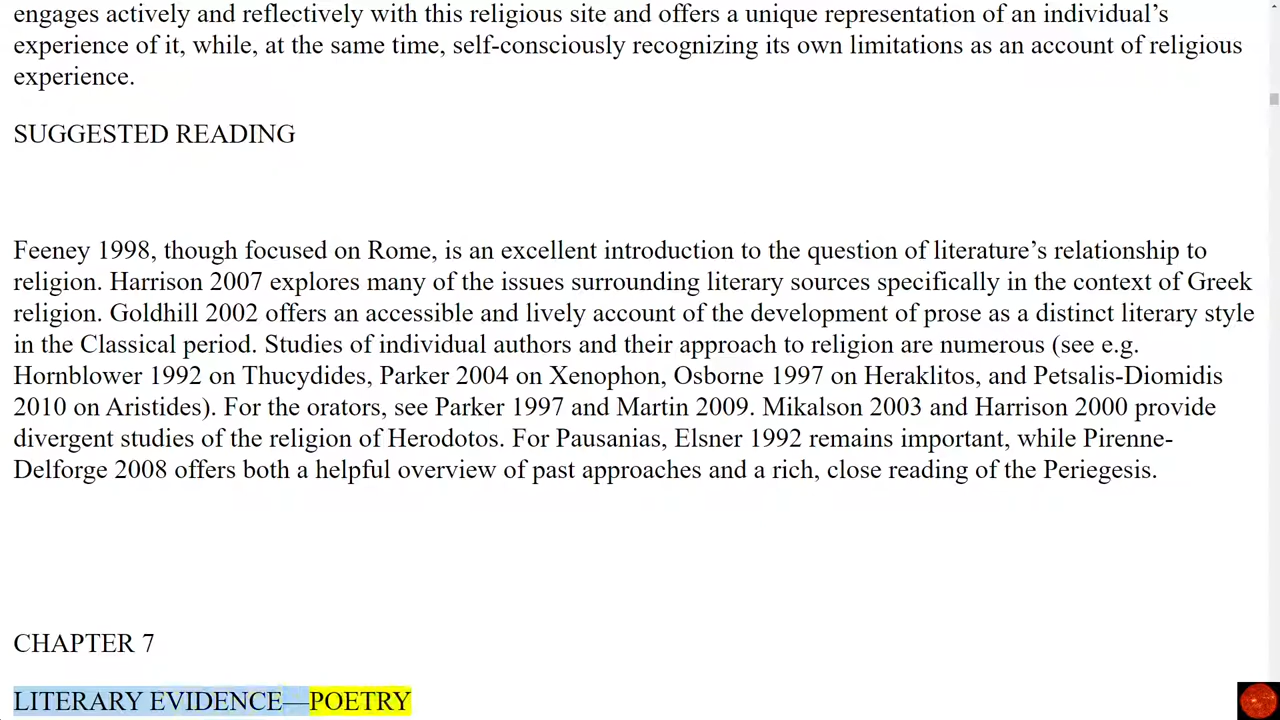 engages actively and reflectively with this religious site and offers a unique representation of an individual’s
experience of it, while, at the same time, self-consciously recognizing its own limitations as an account of religious
experience.
SUGGESTED READING
Feeney 1998, though focused on Rome, is an excellent introduction to the question of literature’s relationship to
religion. Harrison 2007 explores many of the issues surrounding literary sources specifically in the context of Greek
religion. Goldhill 2002 offers an accessible and lively account of the development of prose as a distinct literary style
in the Classical period. Studies of individual authors and their approach to religion are numerous (see e.g.
Hornblower 1992 on Thucydides, Parker 2004 on Xenophon, Osborne 1997 on Heraklitos, and Petsalis-Diomidis
2010 on Aristides). For the orators, see Parker 1997 and Martin 2009. Mikalson 2003 and Harrison 2000 provide
divergent studies of the religion of Herodotos. For Pausanias, Elsner 1992 remains important, while Pirenne-
Delforge 2008 offers both a helpful overview of past approaches and a rich, close reading of the Periegesis.
CHAPTER 7
LITERARY EVIDENCE—POETRY